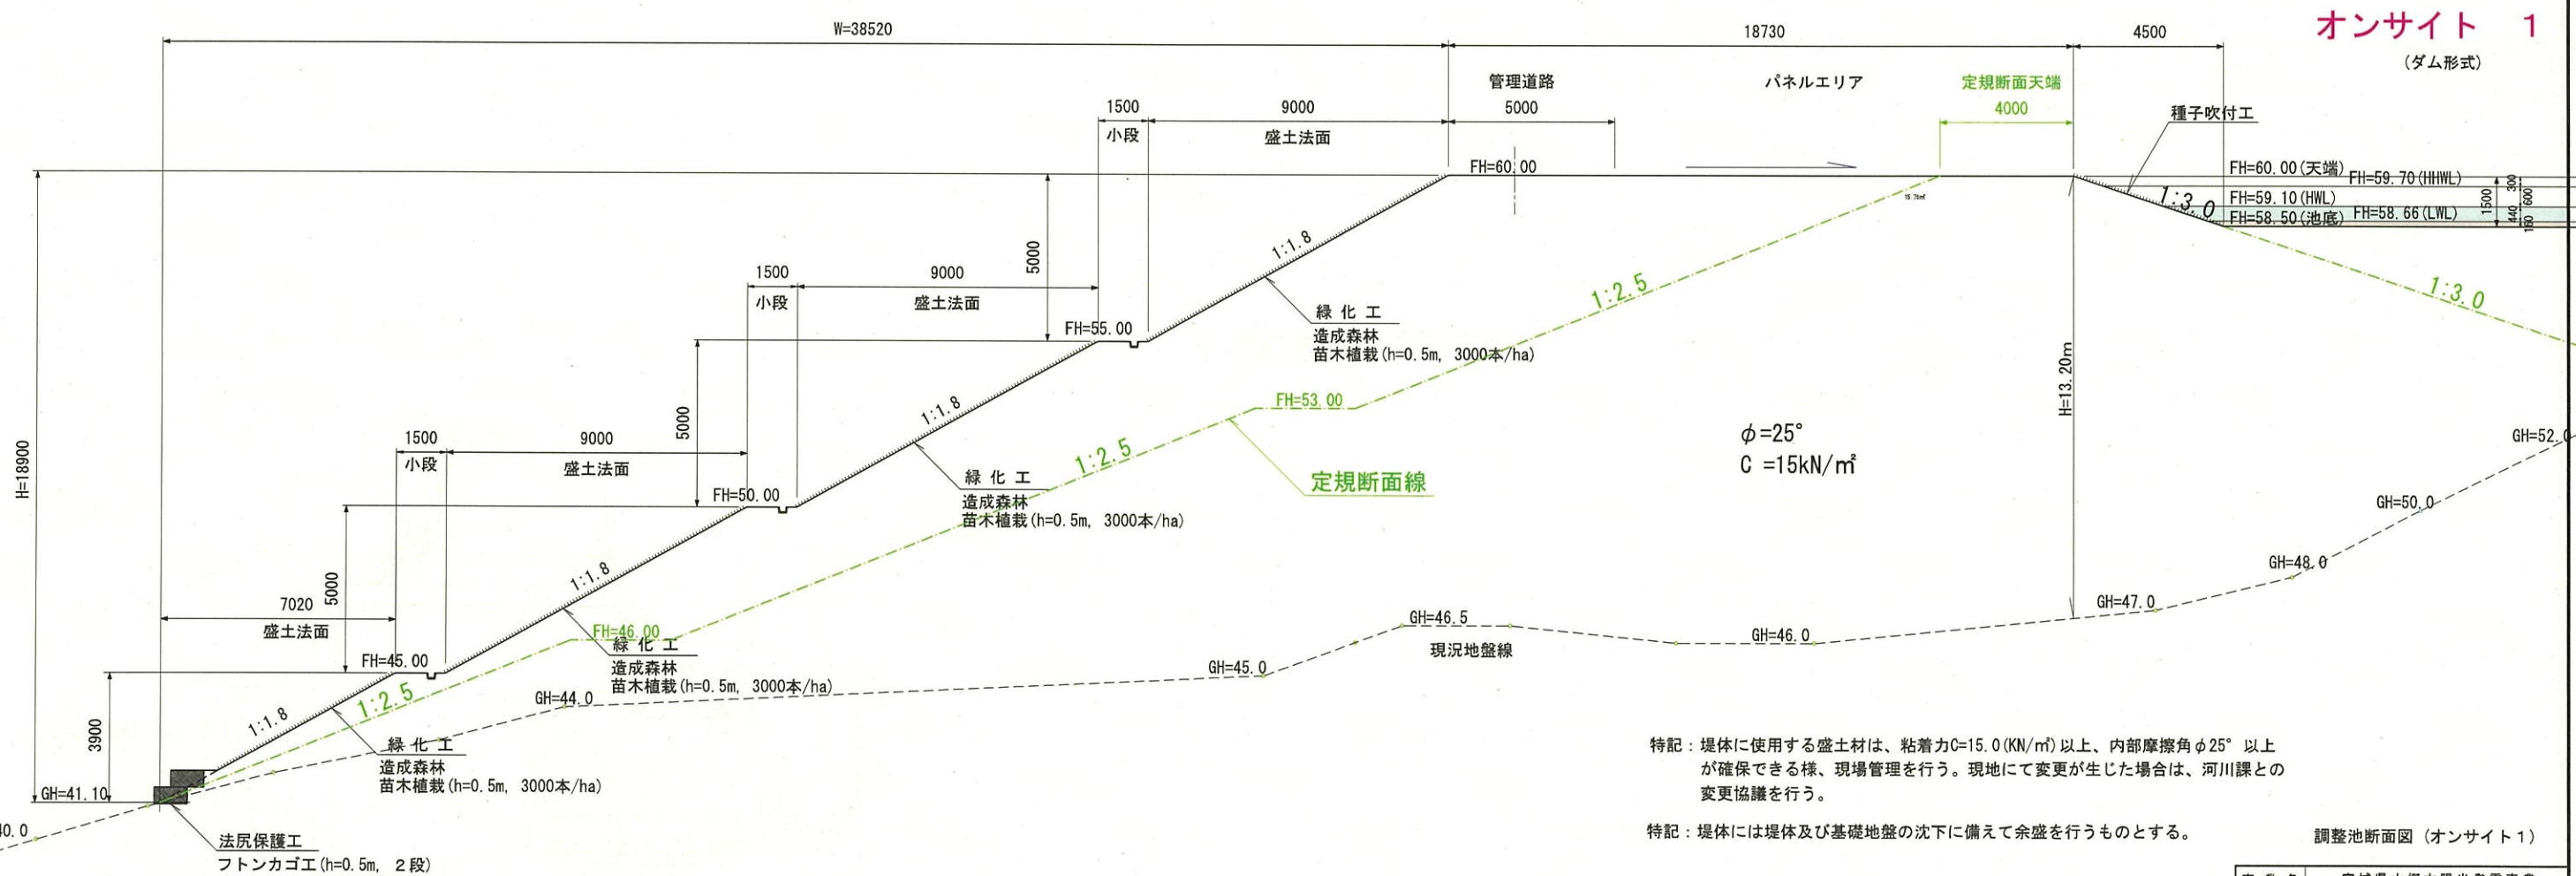 オンサイト 1
(ダム形式)
W=38520
18730
4500
管理道路
5000
パネルエリア
定規断面天端
4000
種子吹付工
1500
小段
9000
盛土法面
FH=60.00
FH=60.00(天端)
FH=59.70(HHWL)
FH=59.10(HWL)
FH=58.66(LWL)
FH=58.50(池底)
1500
300
600
440
160
1:3.0
1:3.0
1:1.8
5000
1:2.5
1500
小段
9000
盛土法面
緑化工
造成森林
苗木植栽(h=0.5m, 3000本/ha)
FH=55.00
FH=53.00
1:1.8
5000
1:2.5
定規断面線
H=13.20m
φ=25°
C =15kN/㎡
GH=52.0
GH=50.0
GH=48.0
GH=47.0
GH=46.0
GH=46.5
現況地盤線
GH=45.0
GH=44.0
1500
小段
9000
盛土法面
緑化工
造成森林
苗木植栽(h=0.5m, 3000本/ha)
FH=50.00
H=18900
1:1.8
5000
7020
盛土法面
FH=46.00
緑化工
造成森林
苗木植栽(h=0.5m, 3000本/ha)
FH=45.00
1:2.5
1:1.8
3900
緑化工
造成森林
苗木植栽(h=0.5m, 3000本/ha)
GH=41.10
40.0
法尻保護工
フトンカゴ工(h=0.5m, 2段)
特記:堤体に使用する盛土材は、粘着力C=15.0(KN/㎡)以上、内部摩擦角φ25° 以上
が確保できる様、現場管理を行う。現地にて変更が生じた場合は、河川課との
変更協議を行う。
特記:堤体には堤体及び基礎地盤の沈下に備えて余盛を行うものとする。
調整池断面図 (オンサイト1)